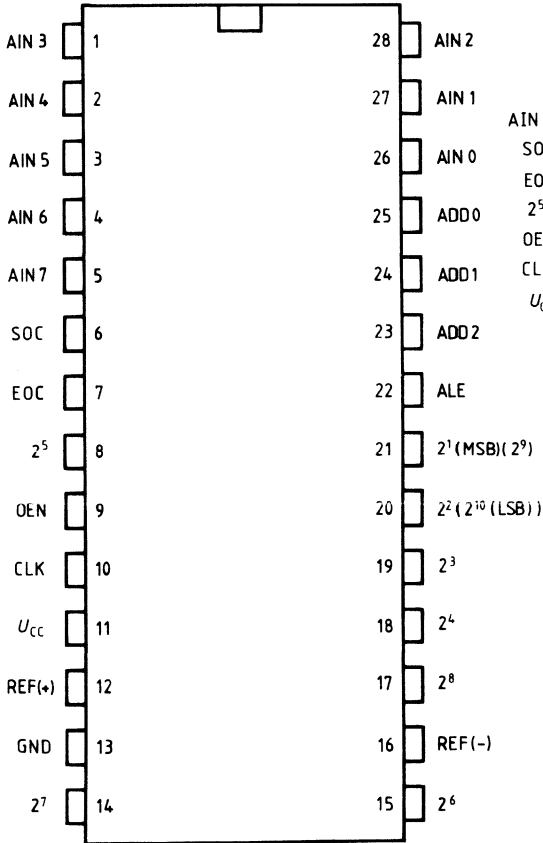 AIN 3 1 28 AIN 2
AIN 4 2 27 AIN 1
AIN 5 3 26 AIN 0
AIN 6 4 25 ADD 0
AIN 7 5 24 ADD 1
SOC 6 23 ADD 2
EOC 7 22 ALE
2⁵ 8 21 2¹ (MSB) (2⁹)
OEN 9 20 2² (2¹⁰ (LSB))
CLK 10 19 2³
U_CC 11 18 2⁴
REF(+) 12 17 2⁸
GND 13 16 REF(-)
2⁷ 14 15 2⁶
AIN